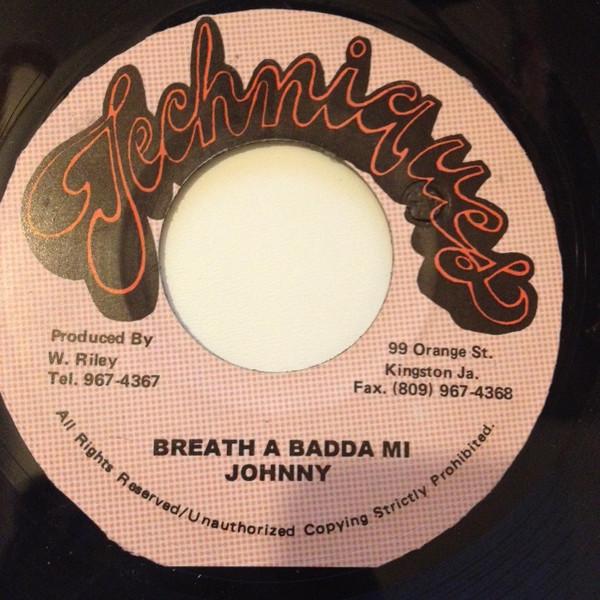 Techniques
Produced By
W. Riley
Tel. 967-4367
99 Orange St.
Kingston Ja.
Fax. (809) 967-4368
BREATH A BADDA MI
JOHNNY
All Rights Reserved/Unauthorized Copying Strictly Prohibited.